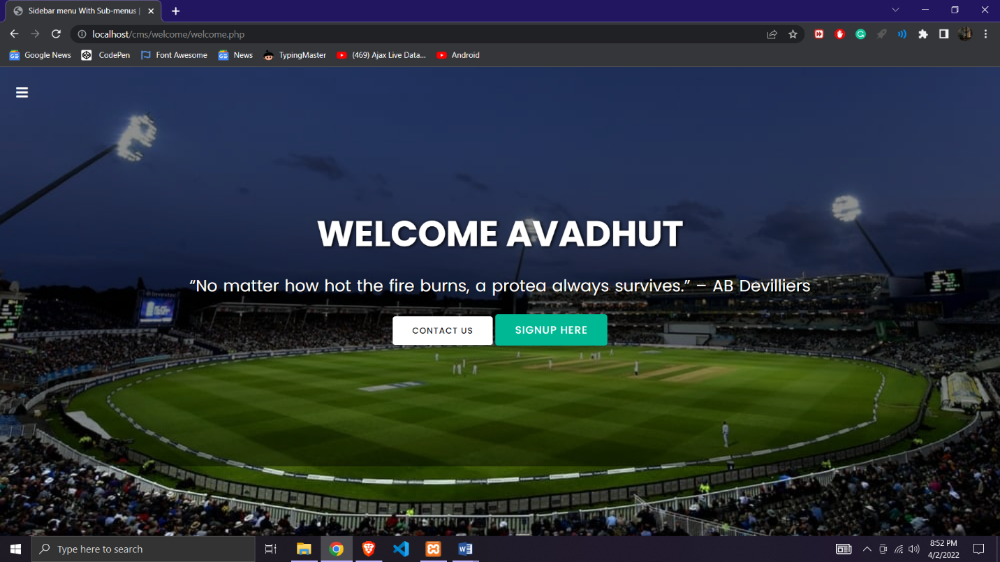 Sidebar menu With Sub-menus |
localhost/cms/welcome/welcome.php
Google News
CodePen
Font Awesome
News
TypingMaster
(469) Ajax Live Data...
Android
Investec
WELCOME AVADHUT
“No matter how hot the fire burns, a protea always survives.” – AB Devilliers
CONTACT US
SIGNUP HERE
Type here to search
8:52 PM
4/2/2022